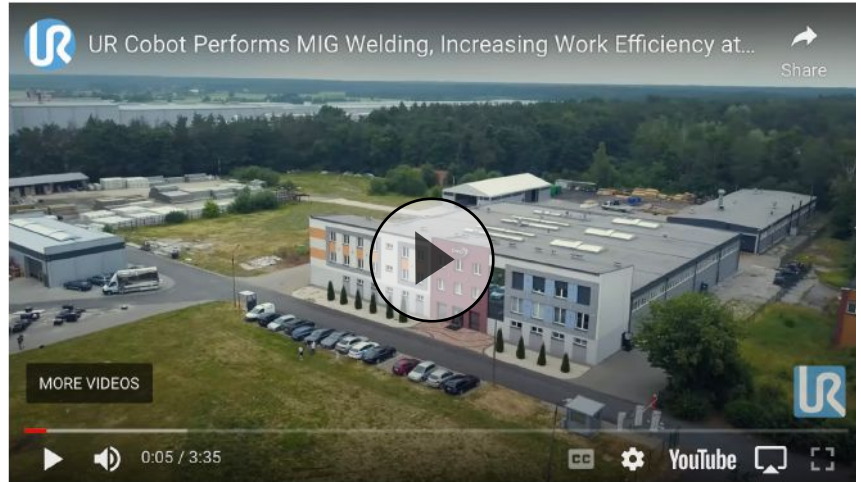 UR
UR Cobot Performs MIG Welding, Increasing Work Efficiency at...
Share
MORE VIDEOS
UR
0:05 / 3:35
CC
YouTube